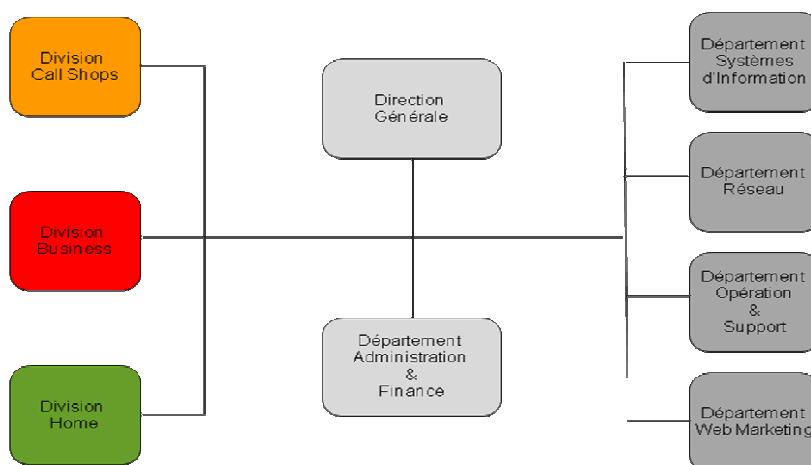 Division
Call Shops
Division
Business
Division
Home
Direction
Générale
Département
Administration
&
Finance
Département
Systèmes
d'Information
Département
Réseau
Département
Opération
&
Support
Département
Web Marketing